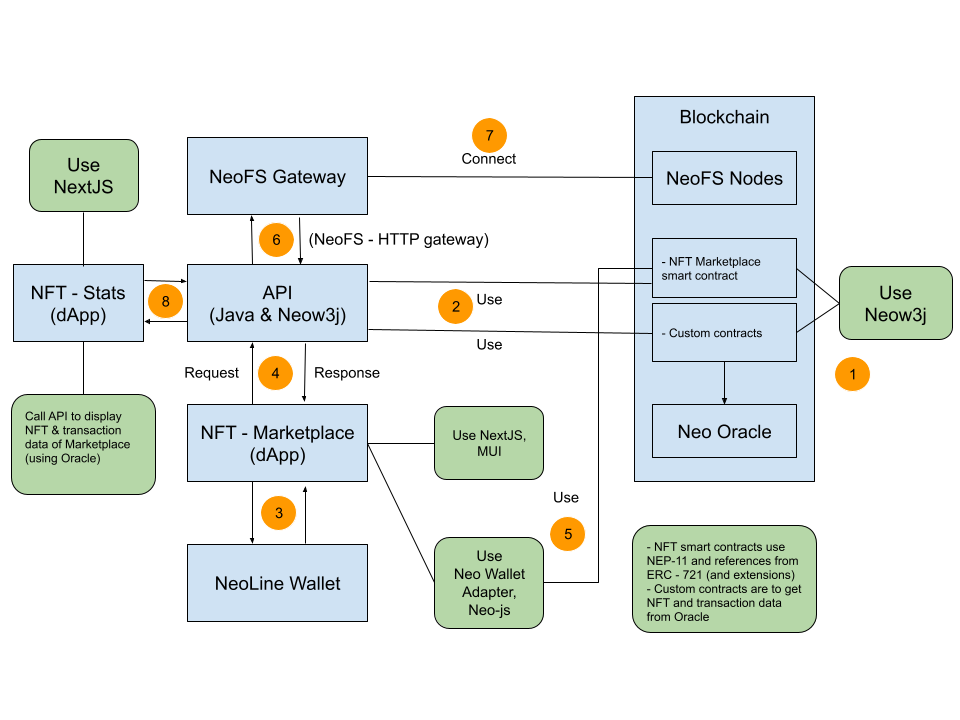 Blockchain
7
Connect
Use
NextJS
NeoFS Gateway
NeoFS Nodes
6
(NeoFS - HTTP gateway)
- NFT Marketplace
smart contract
NFT - Stats
(dApp)
8
API
(Java & Neow3j)
2
Use
Use
- Custom contracts
Use
Neow3j
1
Request
4
Response
Call API to display
NFT & transaction
data of Marketplace
(using Oracle)
NFT - Marketplace
(dApp)
Use NextJS,
MUI
Neo Oracle
3
Use
5
NeoLine Wallet
Use
Neo Wallet
Adapter,
Neo-js
- NFT smart contracts use
NEP-11 and references from
ERC - 721 (and extensions)
- Custom contracts are to get
NFT and transaction data
from Oracle